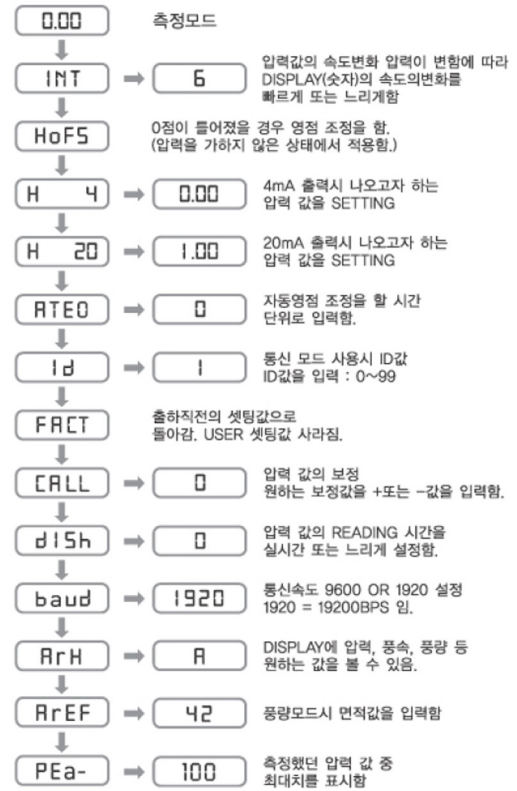 0.00 측정모드
INT 6 압력값의 속도변화 압력이 변함에 따라
DISPLAY(숫자)의 속도의변화를
빠르게 또는 느리게함
HoFS 0점이 틀어졌을 경우 영점 조정을 함.
(압력을 가하지 않은 상태에서 적용함.)
H 4 0.00 4mA 출력시 나오고자 하는
압력 값을 SETTING
H 20 1.00 20mA 출력시 나오고자 하는
압력 값을 SETTING
ATEO 0 자동영점 조정을 할 시간
단위로 입력함.
Id 1 통신 모드 사용시 ID값
ID값을 입력 : 0~99
FACT 출하직전의 셋팅값으로
돌아감. USER 셋팅값 사라짐.
CALL 0 압력 값의 보정
원하는 보정값을 +또는 -값을 입력함.
dISh 0 압력 값의 READING 시간을
실시간 또는 느리게 설정함.
baud 1920 통신속도 9600 OR 1920 설정
1920 = 19200BPS 임.
ArH A DISPLAY에 압력, 풍속, 풍량 등
원하는 값을 볼 수 있음.
ArEF 42 풍량모드시 면적값을 입력함
PEa- 100 측정했던 압력 값 중
최대치를 표시함